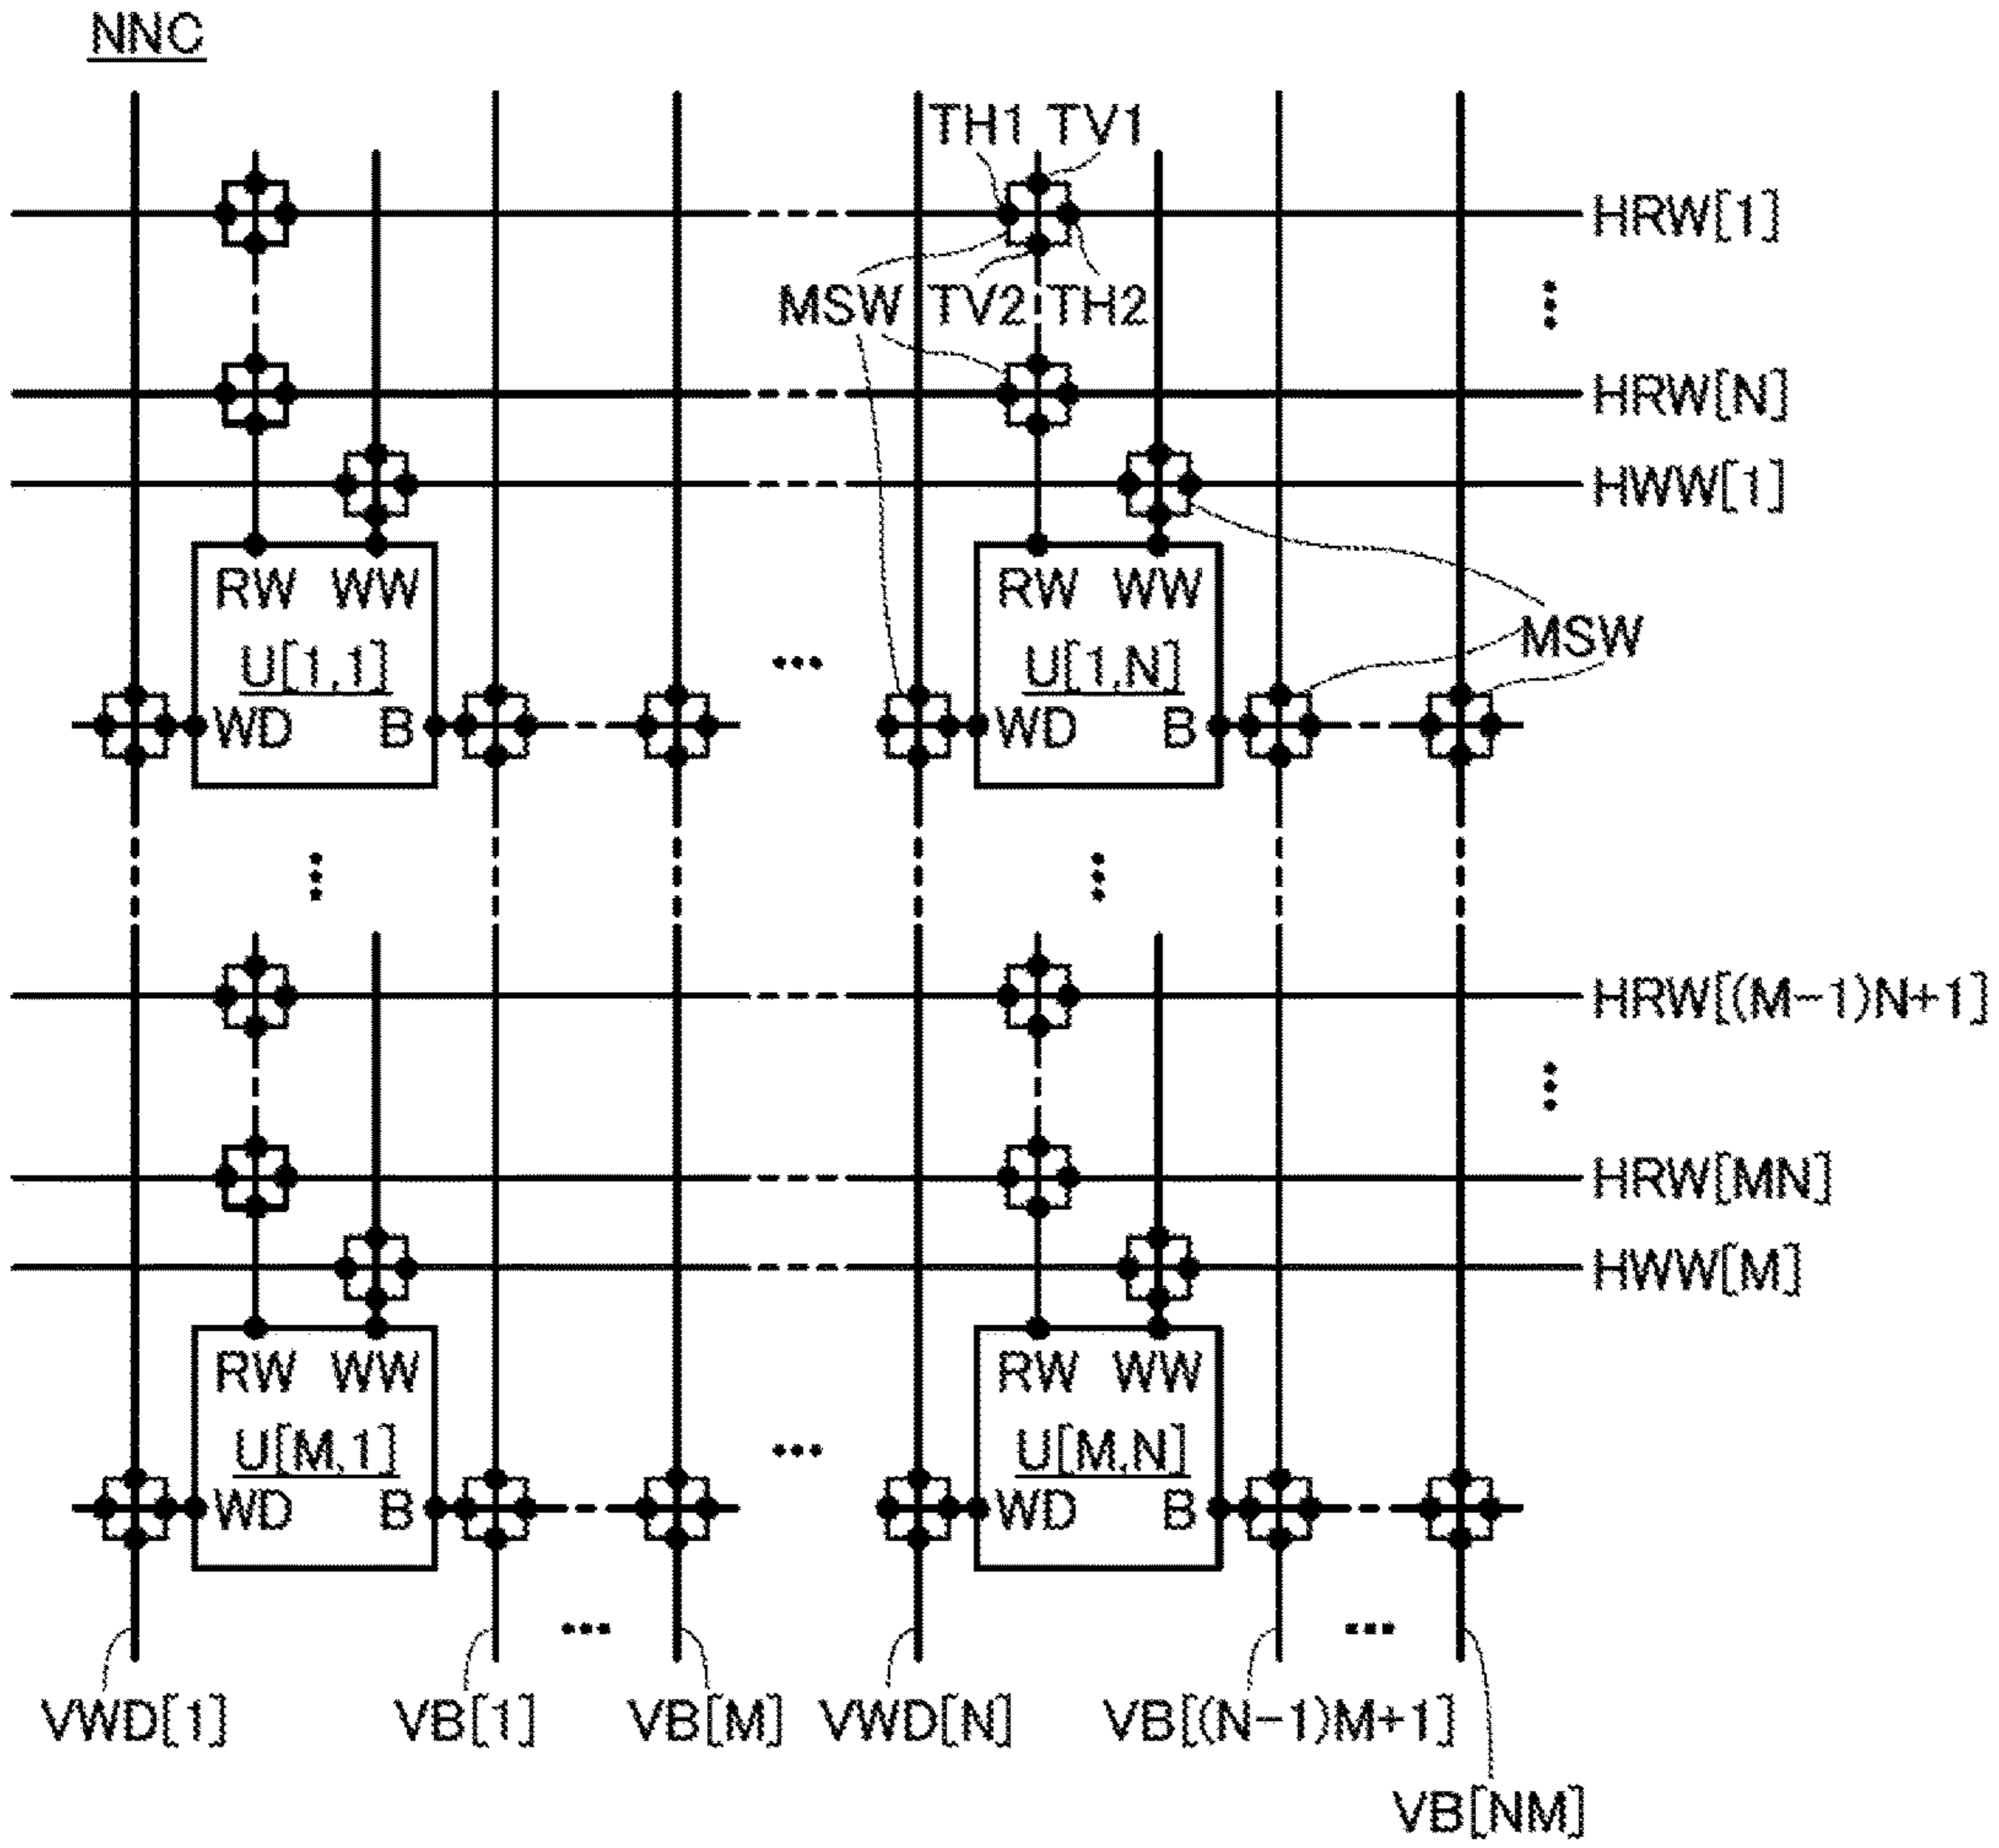 NNC
TH1 TV1
HRW[1]
MSW TV2 TH2
HRW[N]
HWW[1]
RW WW RW WW
U[1,1] U[1,N] MSW
WD B WD B
HRW[(M-1)N+1]
HRW[MN]
HWW[M]
RW WW RW WW
U[M,1] U[M,N]
WD B WD B
VWD[1] VB[1] VB[M] VWD[N] VB[(N-1)M+1]
VB[NM]